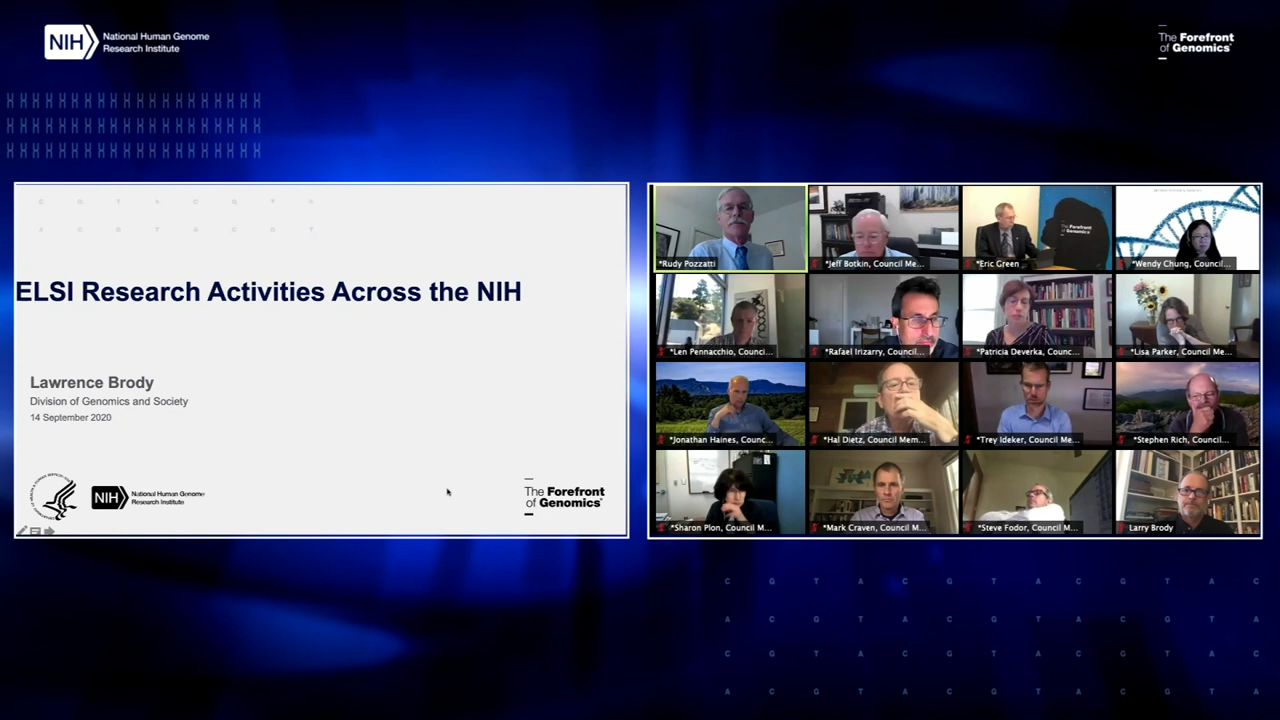 NIH
National Human Genome
Research Institute
The Forefront
of Genomics®
ELSI Research Activities Across the NIH
Lawrence Brody
Division of Genomics and Society
14 September 2020
NIH
National Human Genome
Research Institute
The Forefront
of Genomics®
*Rudy Pozzatti
*Jeff Botkin, Council Me...
*Eric Green
*Wendy Chung, Council...
*Len Pennacchio, Counci...
*Rafael Irizarry, Council...
*Patricia Deverka, Counc...
*Lisa Parker, Council Me...
*Jonathan Haines, Counc...
*Hal Dietz, Council Mem...
*Trey Ideker, Council Me...
*Stephen Rich, Council...
*Sharon Plon, Council M...
*Mark Craven, Council M...
*Steve Fodor, Council M...
Larry Brody
C G T A C G T A C G T A C
A C G T A C G T A C G T A
C G T A C G T A C G T A C
A C G T A C G T A C G T A